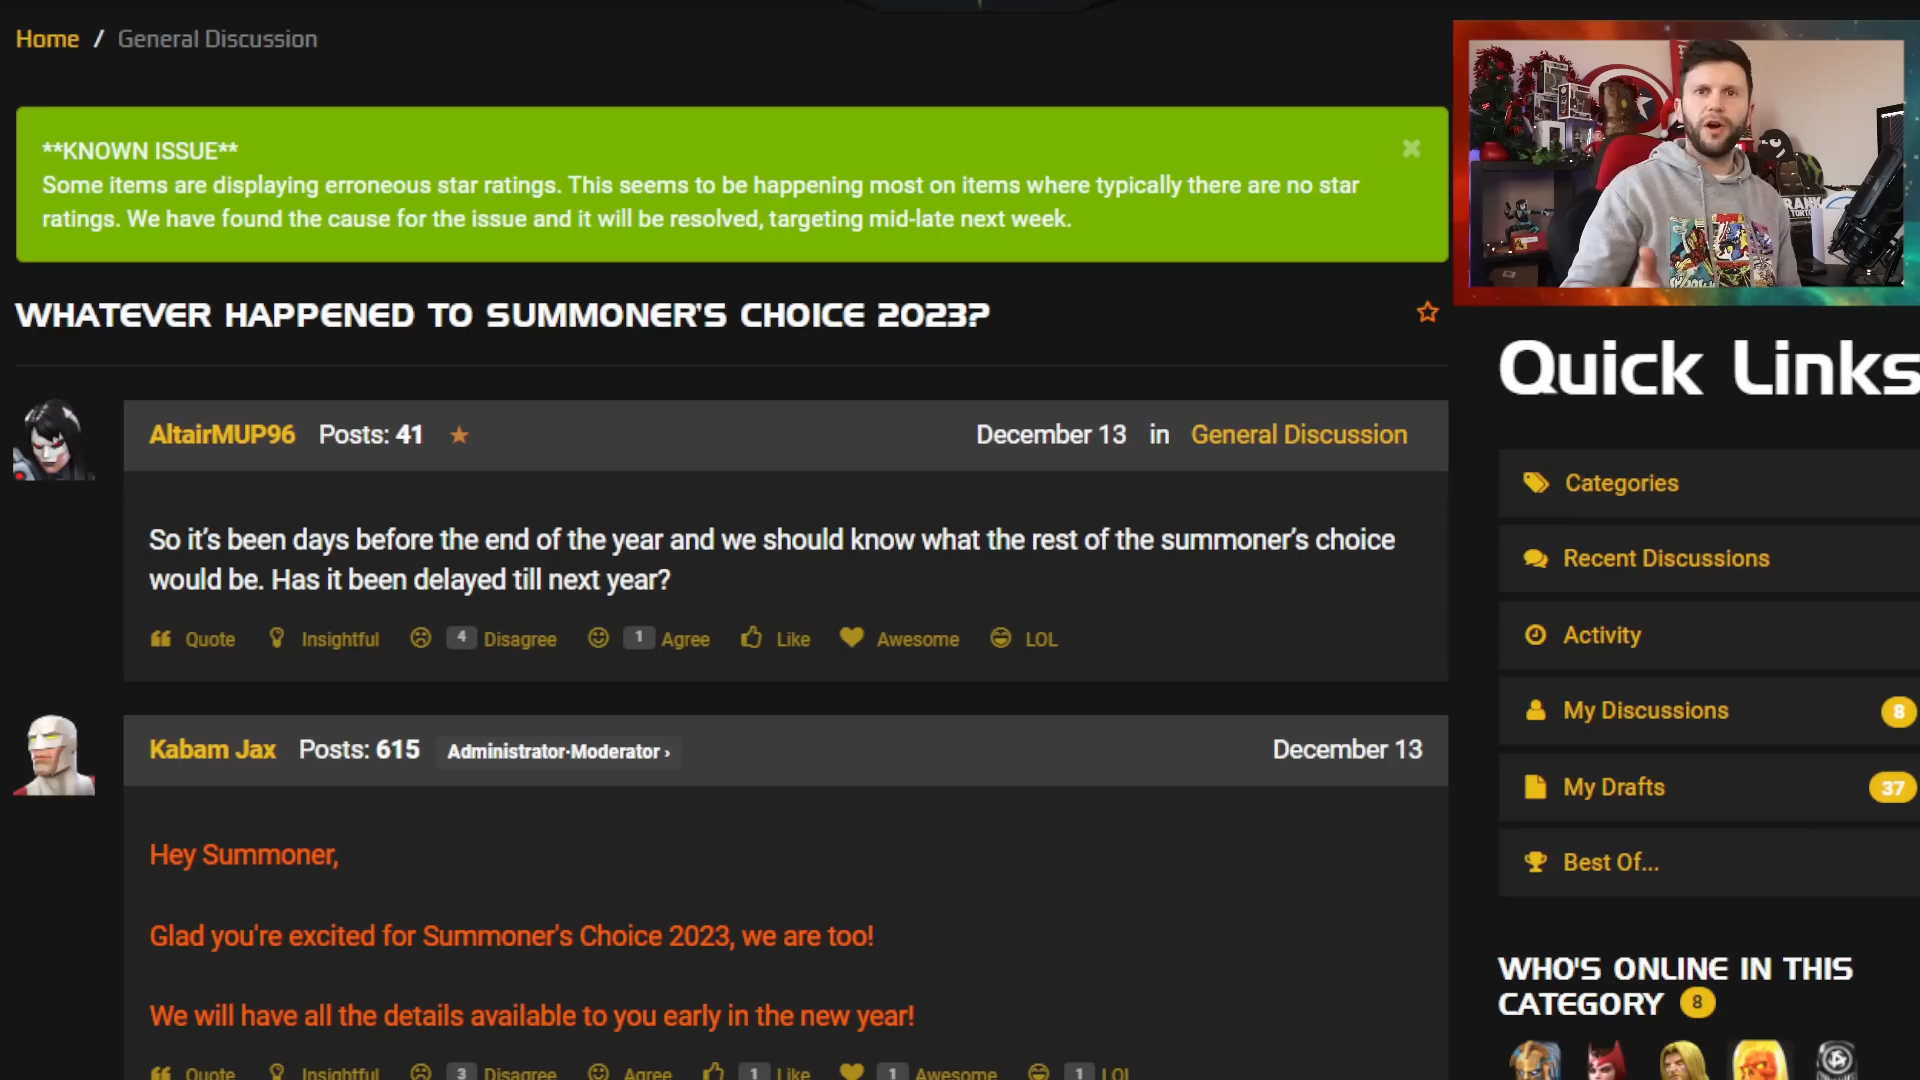 Home / General Discussion
**KNOWN ISSUE**
Some items are displaying erroneous star ratings. This seems to be happening most on items where typically there are no star
ratings. We have found the cause for the issue and it will be resolved, targeting mid-late next week.
WHATEVER HAPPENED TO SUMMONER'S CHOICE 2023?
AltairMUP96 Posts: 41 December 13 in General Discussion
So it's been days before the end of the year and we should know what the rest of the summoner's choice
would be. Has it been delayed till next year?
Quote Insightful 4 Disagree 1 Agree Like Awesome LOL
Kabam Jax Posts: 615 Administrator·Moderator › December 13
Hey Summoner,
Glad you're excited for Summoner's Choice 2023, we are too!
We will have all the details available to you early in the new year!
Quote Insightful 3 Disagree Agree 1 Like 1 Awesome 1 LOL
Quick Links
Categories
Recent Discussions
Activity
My Discussions 8
My Drafts 37
Best Of...
WHO'S ONLINE IN THIS
CATEGORY 8